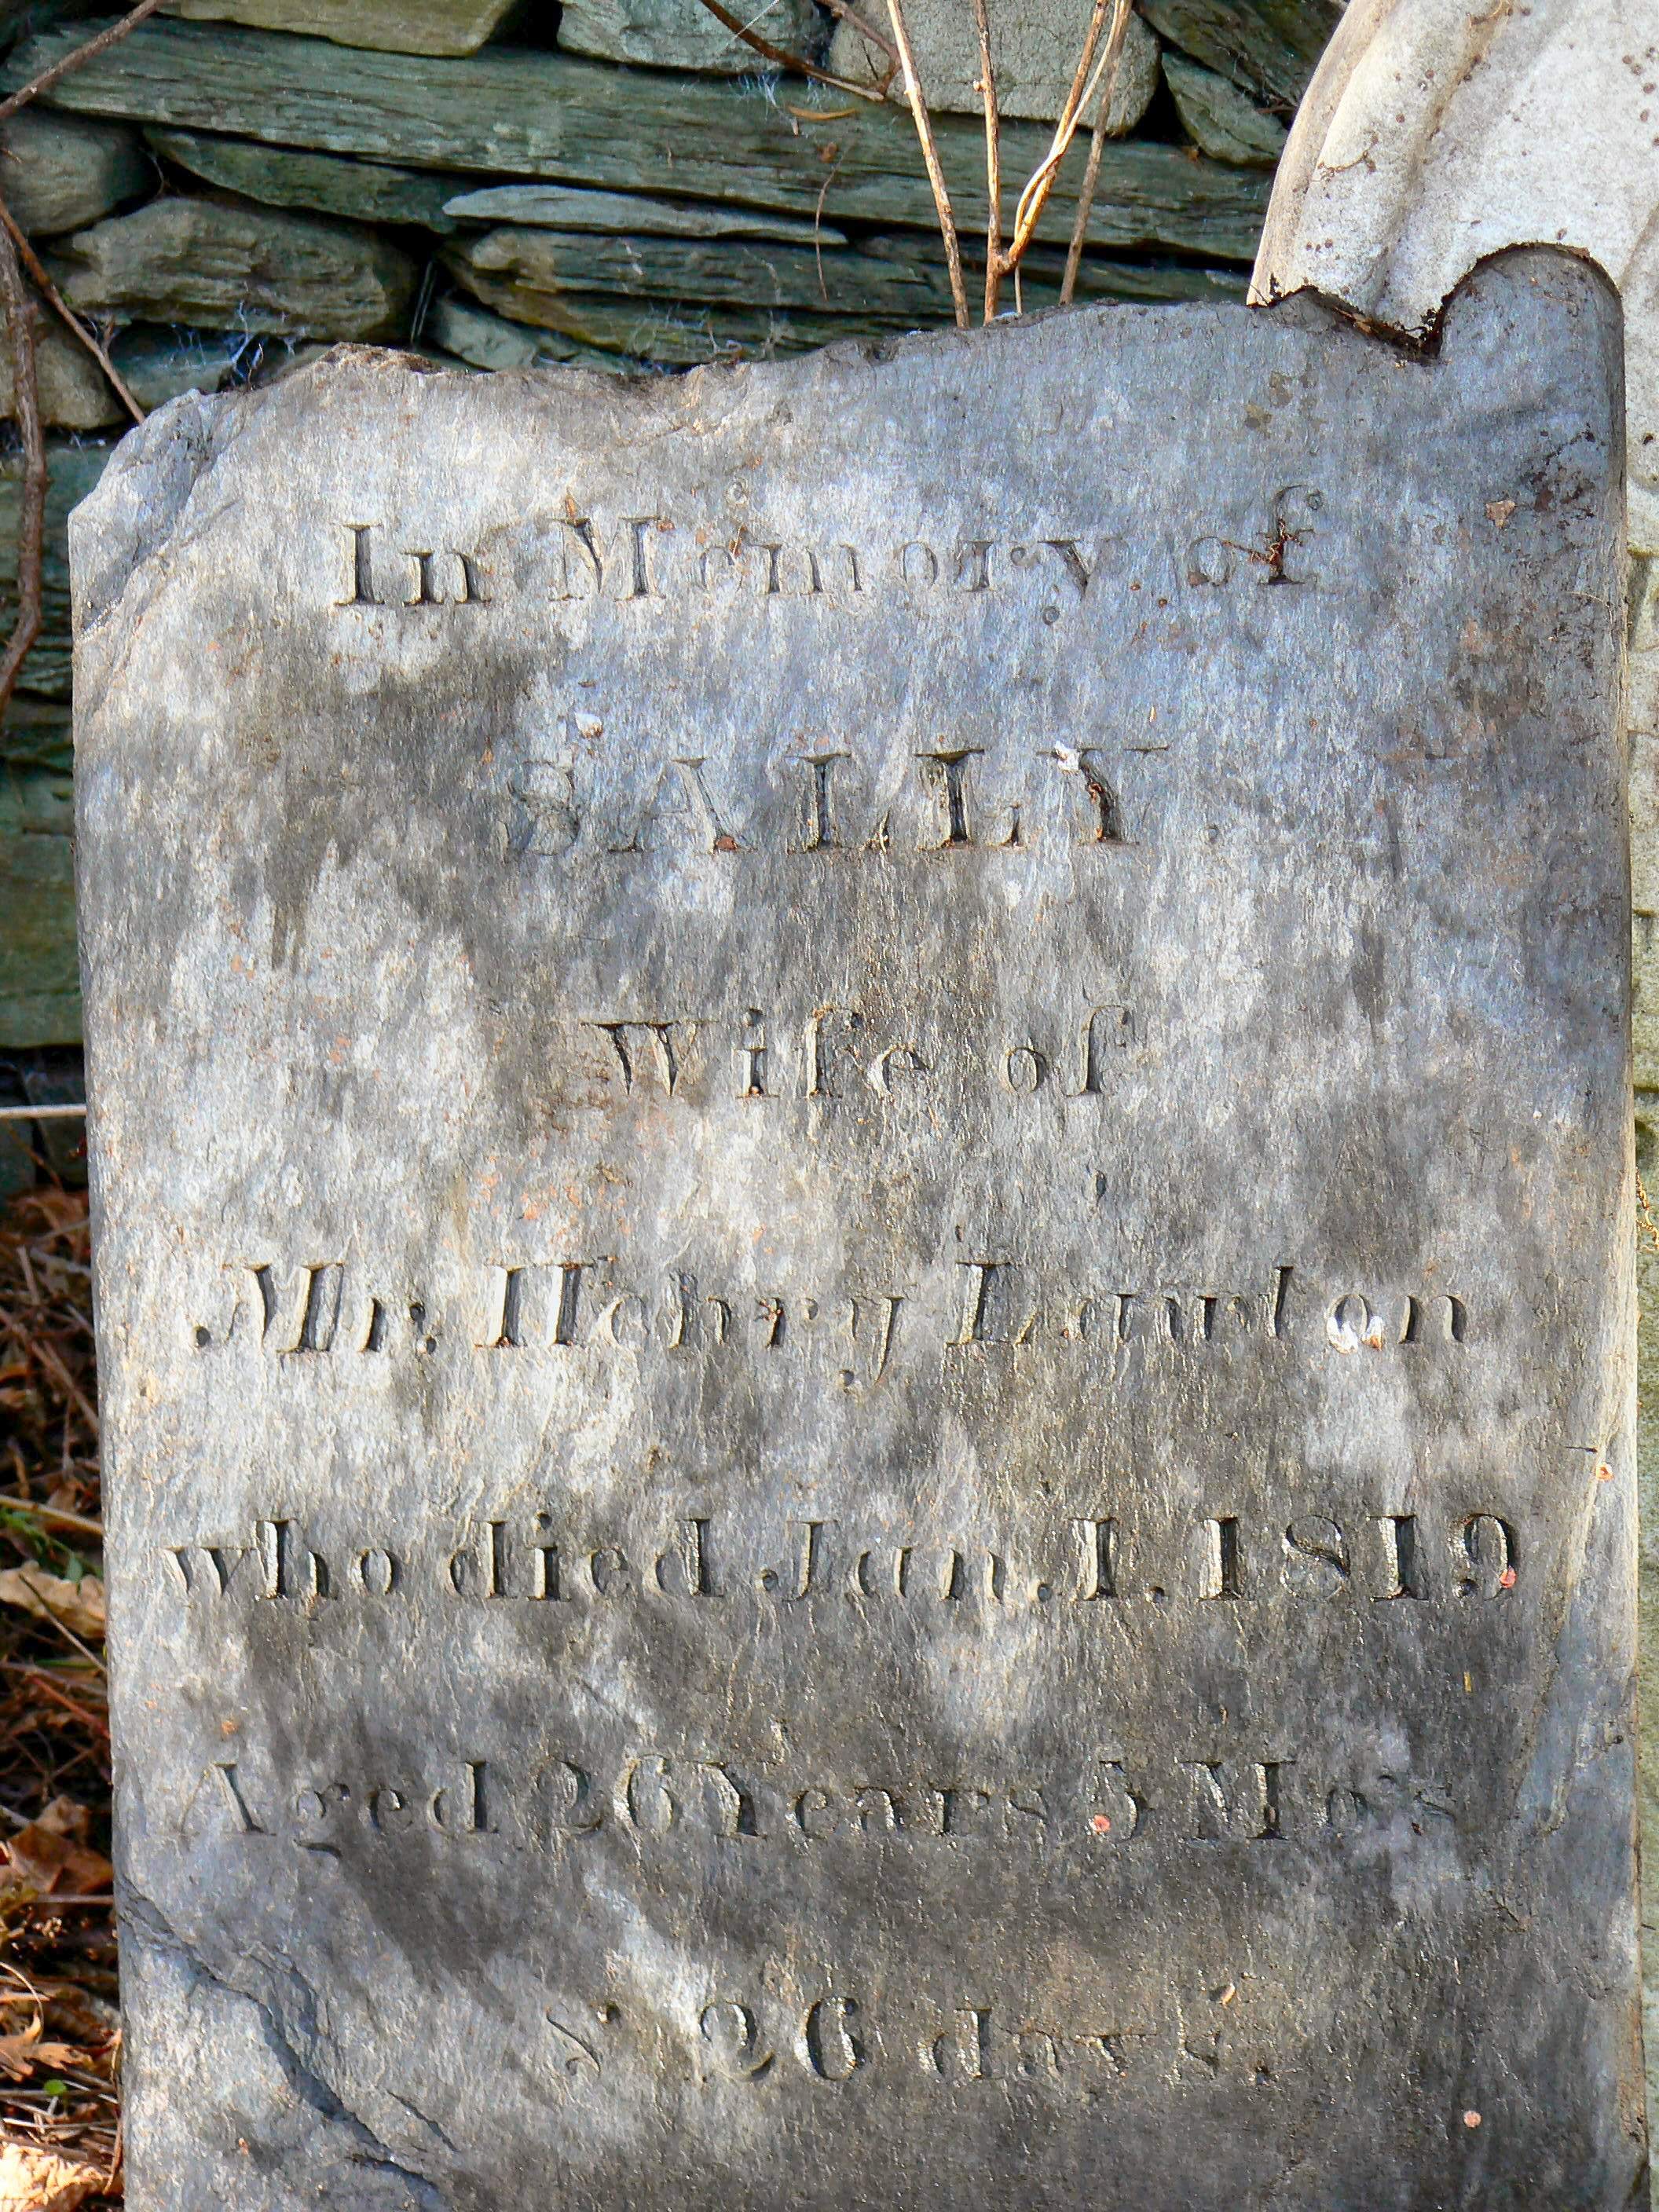 In Memory of
SALLY
Wife of
Mr. Henry Lawton
who died Jan. 1. 1819
Aged 26 Years 5 Mo's
& 26 days.